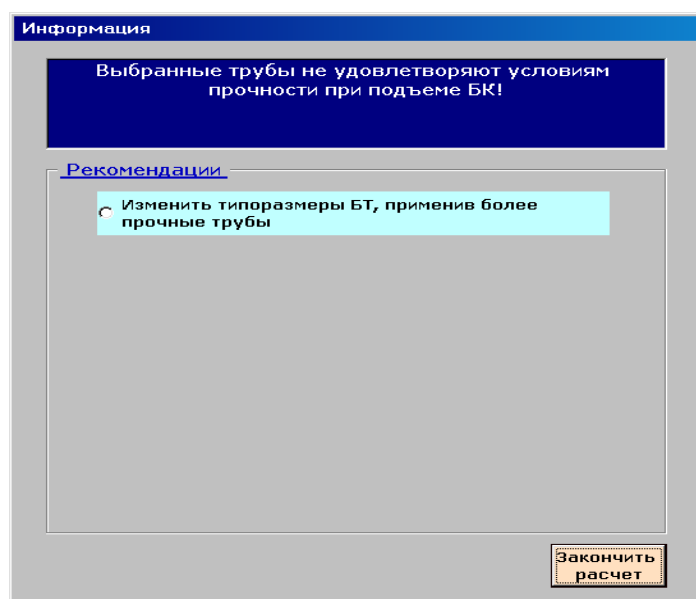 Информация
Выбранные трубы не удовлетворяют условиям
прочности при подъеме БК!
Рекомендации
Изменить типоразмеры БТ, применив более
прочные трубы
Закончить
расчет